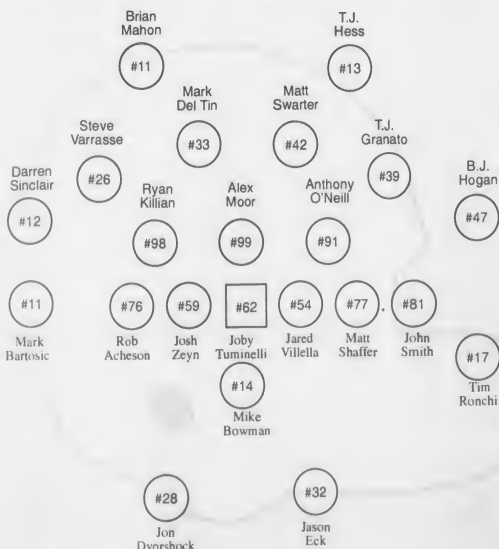 Brian
Mahon
#11
T.J.
Hess
#13
Mark
Del Tin
#33
Matt
Swarter
#42
Steve
Varrasse
#26
T.J.
Granato
#39
Darren
Sinclair
#12
B.J.
Hogan
#47
Ryan
Killian
#98
Alex
Moor
#99
Anthony
O'Neill
#91
#11
Mark
Bartosic
#76
Rob
Acheson
#59
Josh
Zeyn
#62
Joby
Tuminelli
#54
Jared
Villella
#77
Matt
Shaffer
#81
John
Smith
#17
Tim
Ronchi
#14
Mike
Bowman
#28
Jon
Dvorshock
#32
Jason
Eck